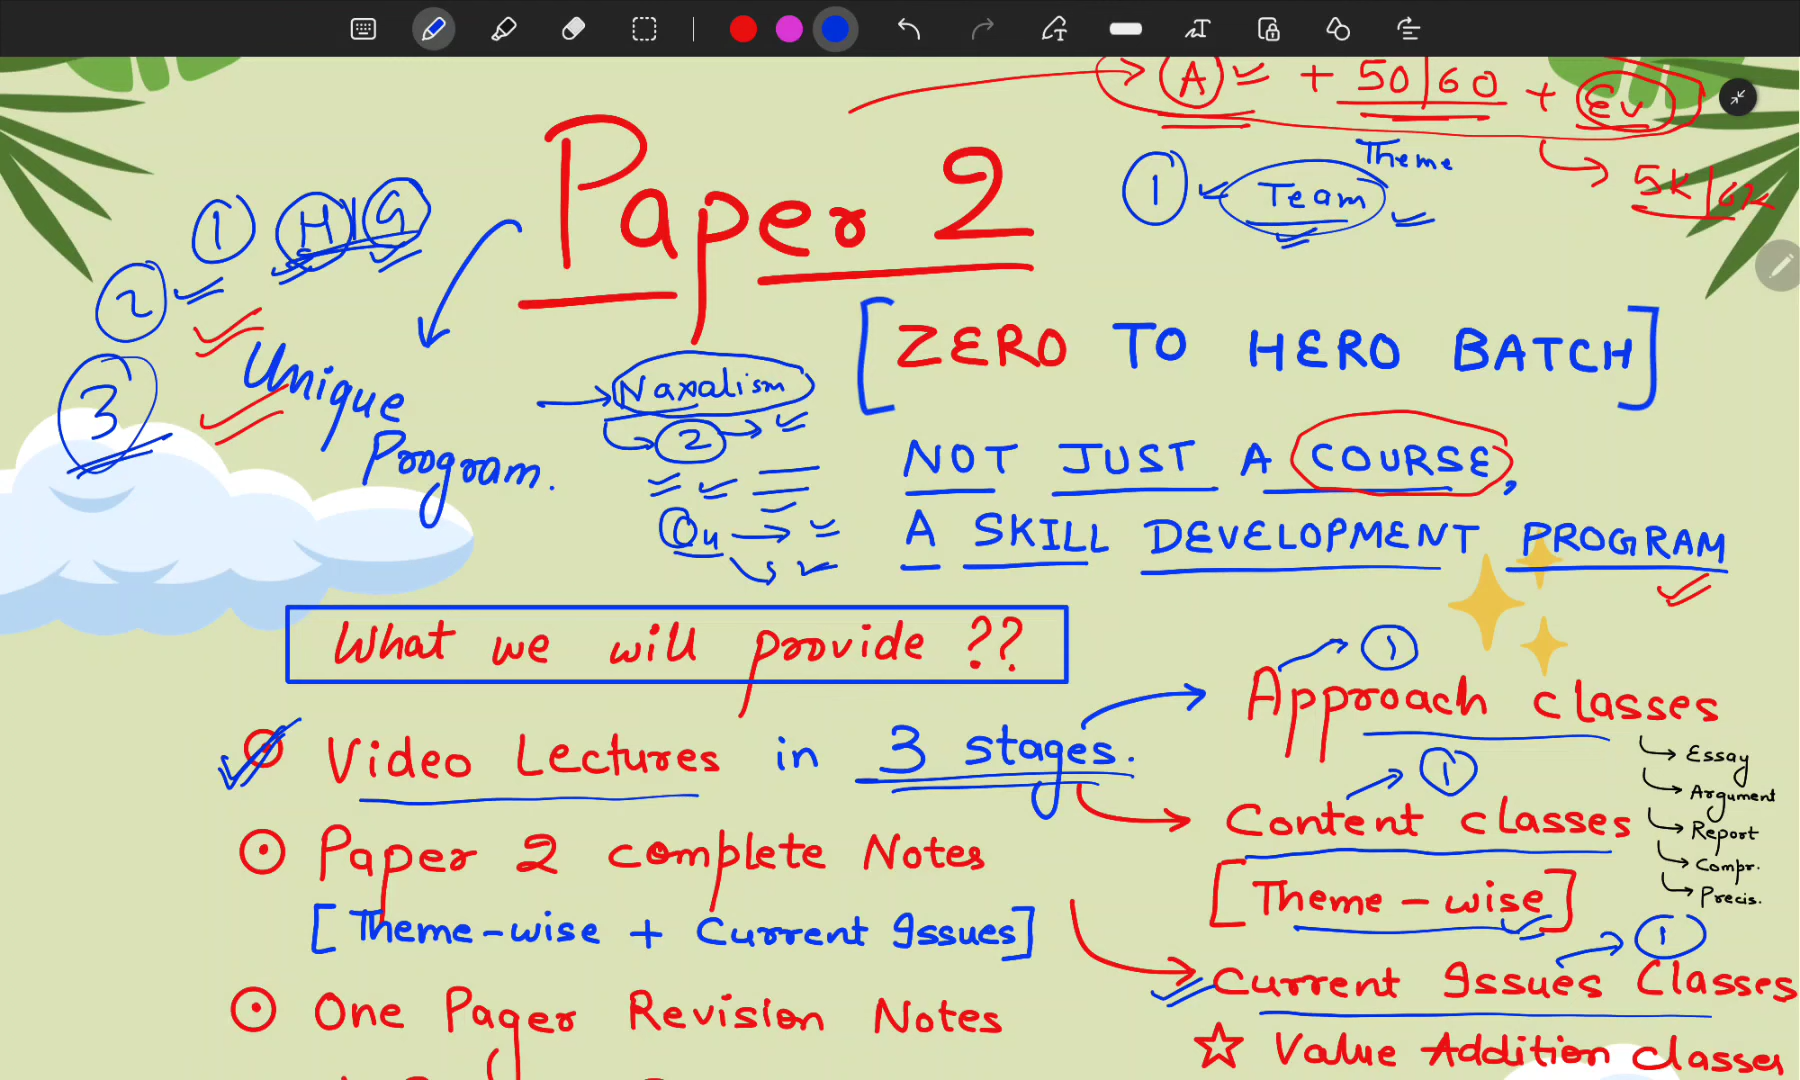 A + 50|60 + Ev
5K|6K
Theme
1 Team
1 H|G
2
3
Paper 2
Unique
Program.
[ZERO TO HERO BATCH]
Naxalism
2
NOT JUST A COURSE,
A SKILL DEVELOPMENT PROGRAM
What we will provide ??
Video Lectures in 3 stages.
1
Approach classes
Essay
Argument
Report
Compr.
Precis.
1
Content classes
[Theme-wise]
1
Current Issues Classes
☆ Value Addition Classes
Paper 2 complete Notes
[Theme-wise + Current Issues]
One Pager Revision Notes